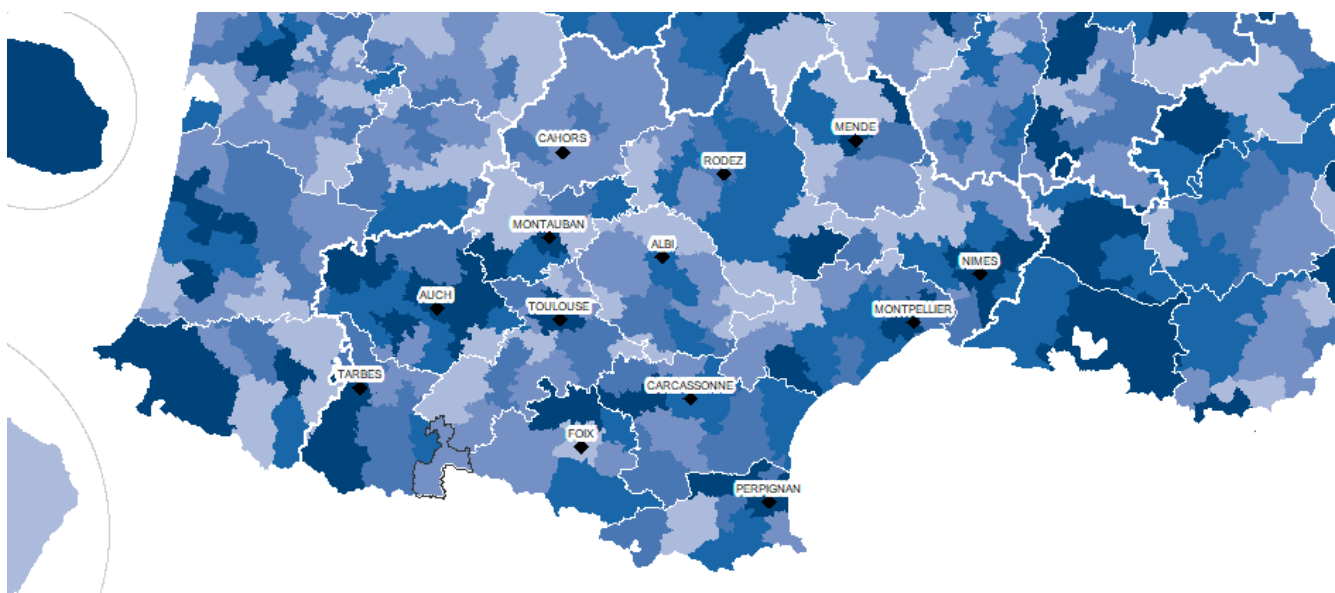 CAHORS
MENDE
RODEZ
MONTAUBAN
ALBI
NIMES
AUCH
TOULOUSE
MONTPELLIER
TARBES
CARCASSONNE
FOIX
PERPIGNAN